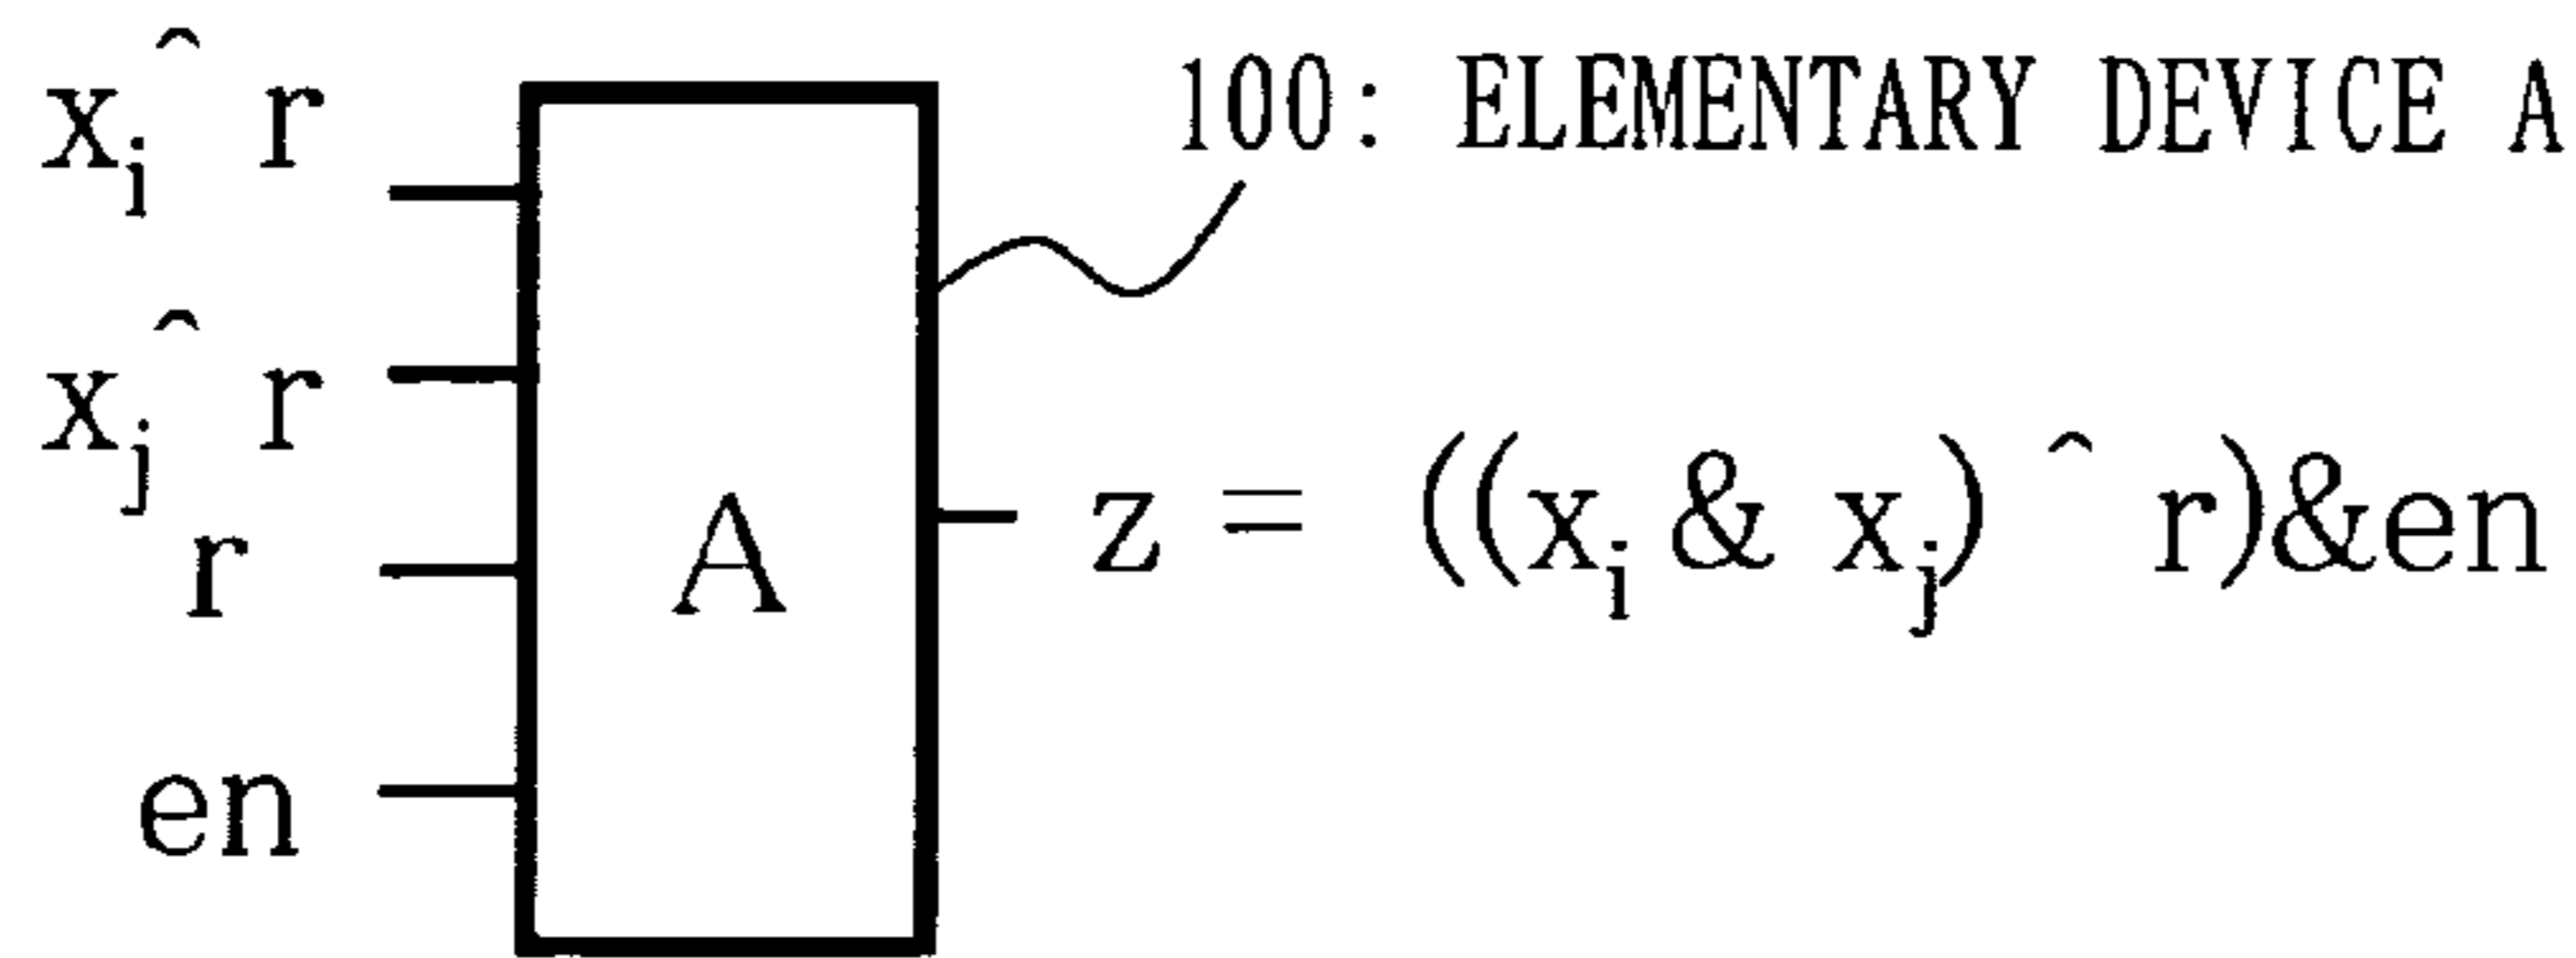 x_i ^ r
100: ELEMENTARY DEVICE A
x_j ^ r
r
A
z = ((x_i & x_j) ^ r)&en
en